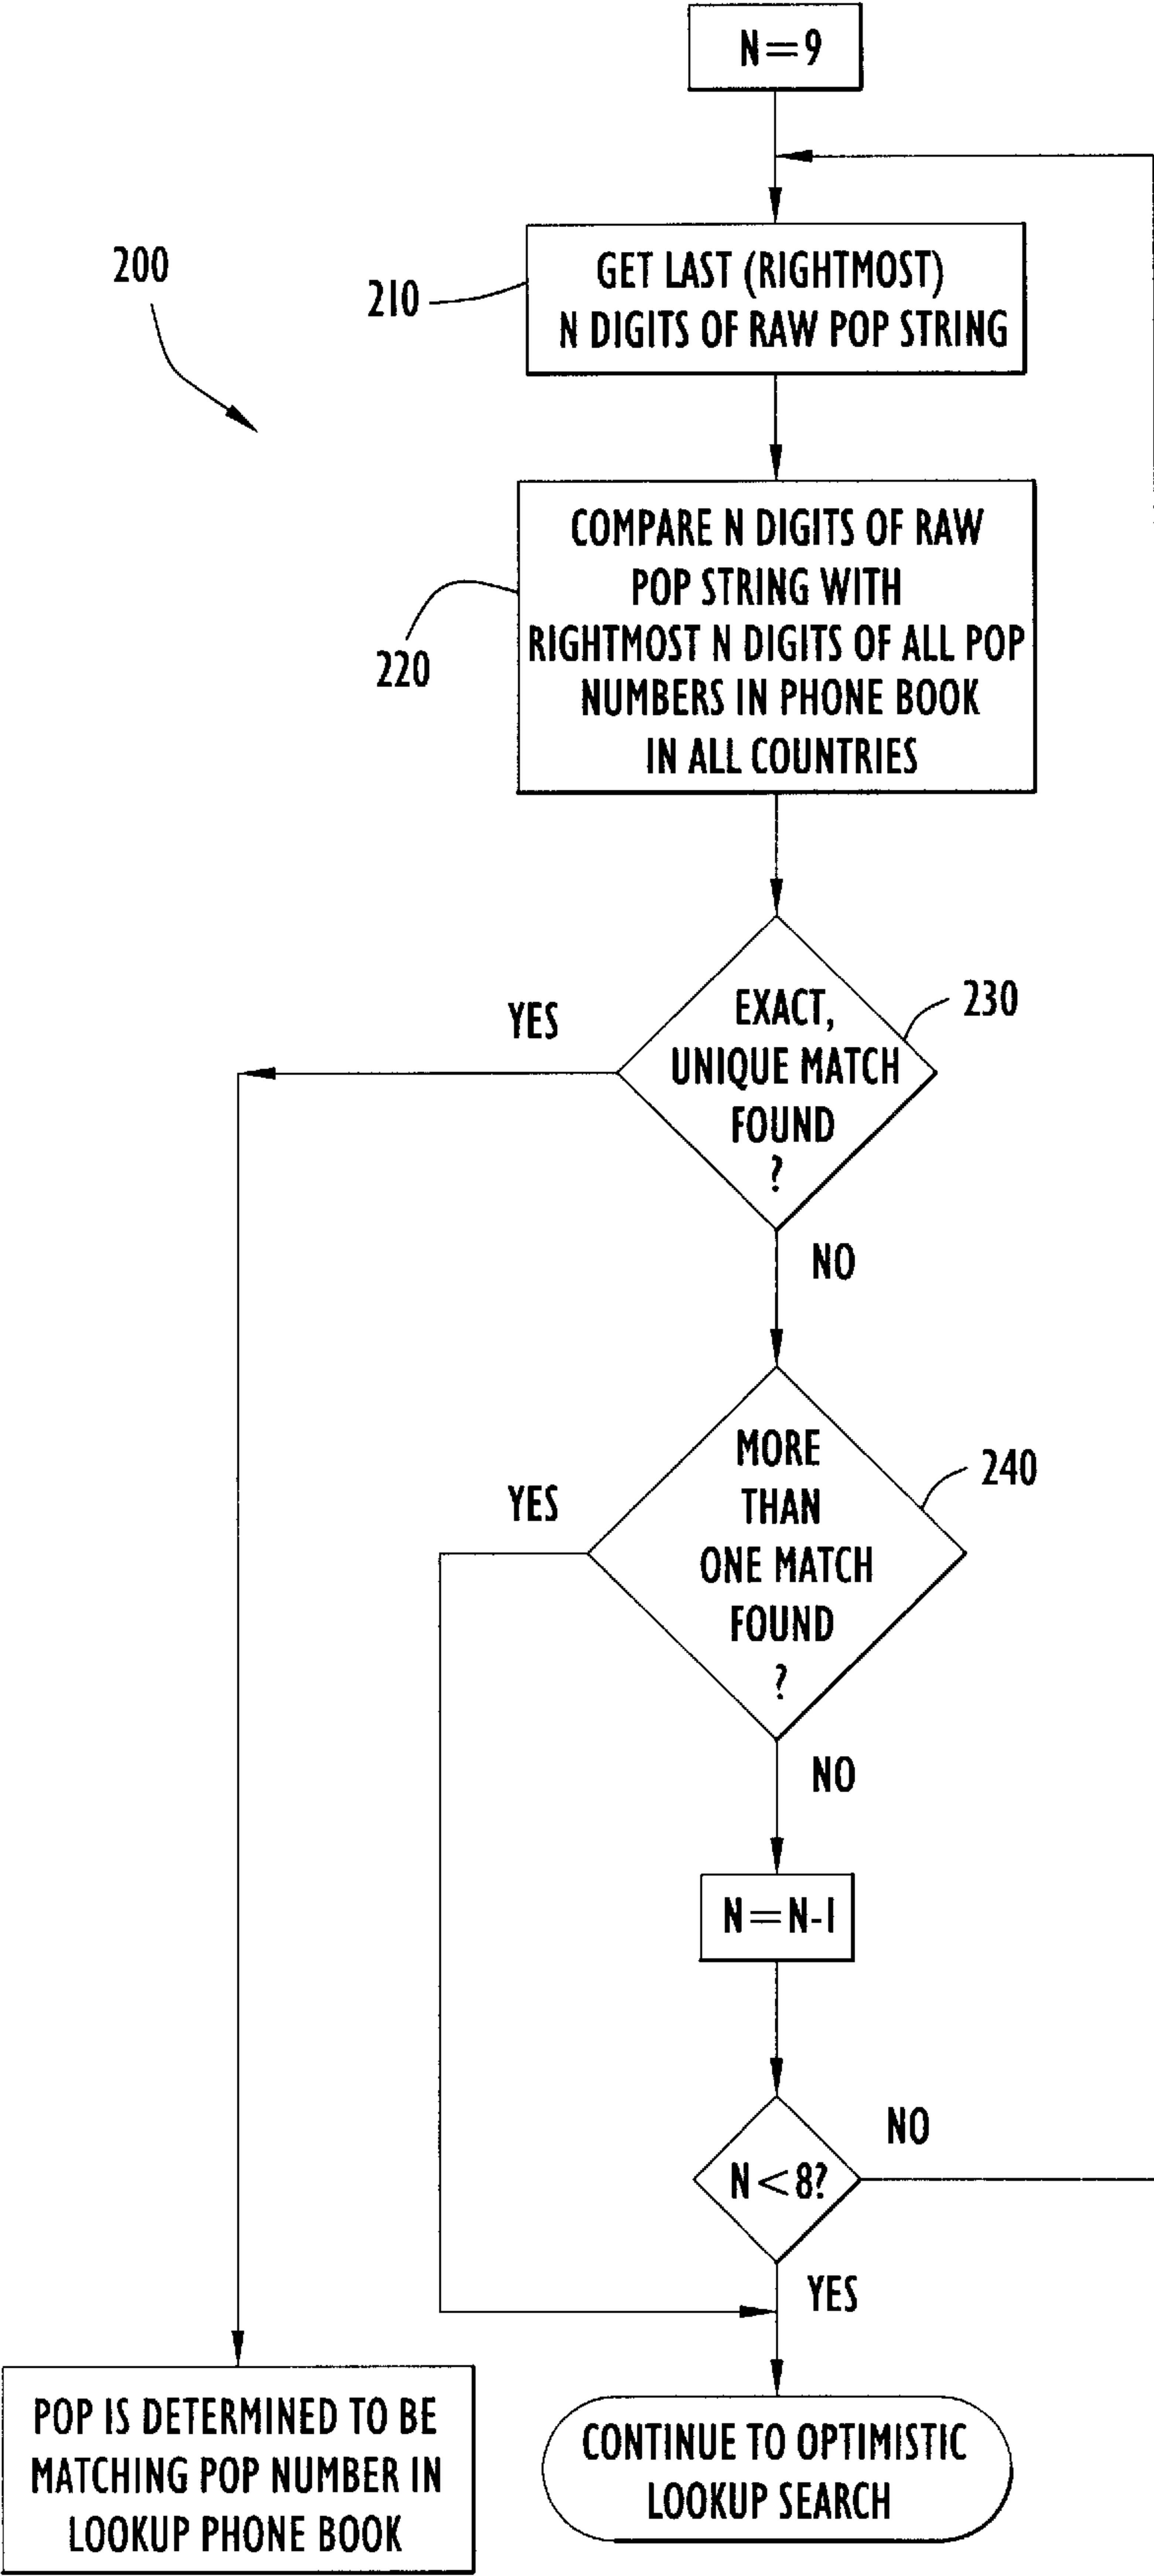 N=9
200
210
GET LAST (RIGHTMOST)
N DIGITS OF RAW POP STRING
220
COMPARE N DIGITS OF RAW
POP STRING WITH
RIGHTMOST N DIGITS OF ALL POP
NUMBERS IN PHONE BOOK
IN ALL COUNTRIES
YES
230
EXACT,
UNIQUE MATCH
FOUND
?
NO
YES
240
MORE
THAN
ONE MATCH
FOUND
?
NO
N=N-1
NO
N<8?
YES
POP IS DETERMINED TO BE
MATCHING POP NUMBER IN
LOOKUP PHONE BOOK
CONTINUE TO OPTIMISTIC
LOOKUP SEARCH